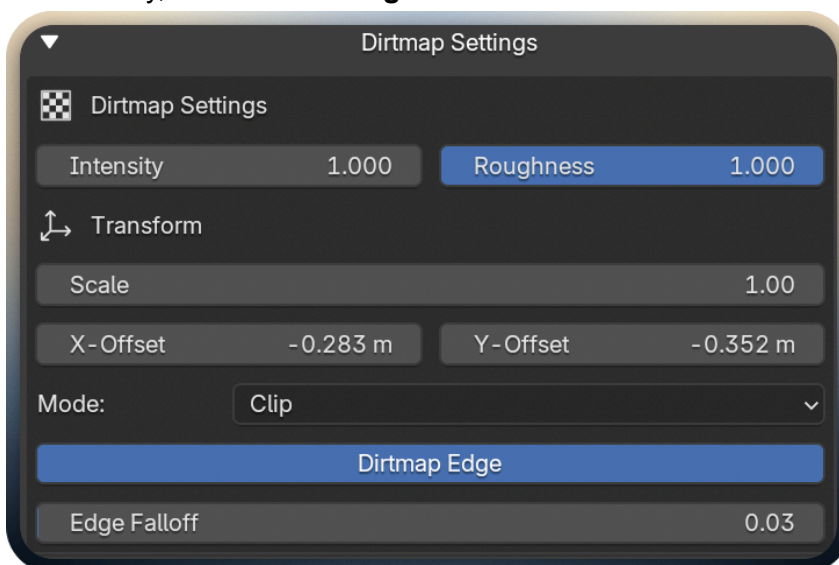 Dirtmap Settings
Dirtmap Settings
Intensity 1.000 Roughness 1.000
Transform
Scale 1.00
X-Offset -0.283 m Y-Offset -0.352 m
Mode: Clip
Dirtmap Edge
Edge Falloff 0.03